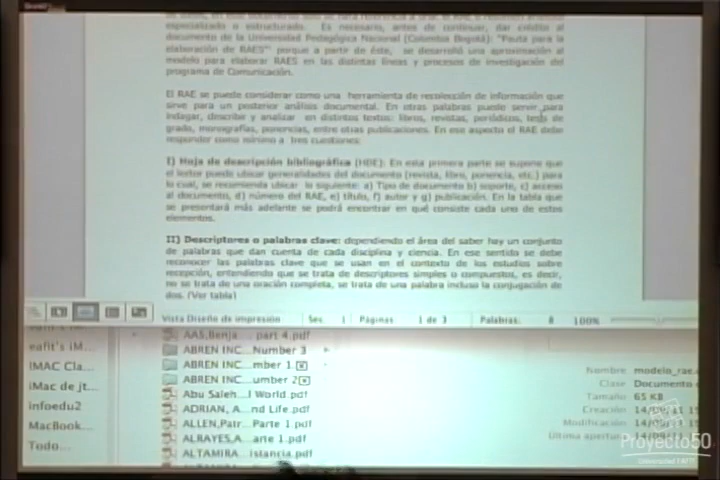 especializado o estructurado. Es necesario, antes de continuar, dar crédito al
documento de la Universidad Pedagógica Nacional (Colombia Bogotá): "Pauta para la
elaboración de RAES" porque a partir de éste, se desarrolló una aproximación al
modelo para elaborar RAES en las distintas líneas y procesos de investigación del
programa de Comunicación.
El RAE se puede considerar como una herramienta de recolección de información que
sirve para un posterior análisis documental. En otras palabras puede servir para
indagar, describir y analizar en distintos textos: libros, revistas, periódicos, tesis de
grado, monografías, ponencias, entre otras publicaciones. En ese aspecto el RAE debe
responder como mínimo a tres cuestiones:
I) Hoja de descripción bibliográfica (HDE): En esta primera parte se supone que
el lector puede ubicar generalidades del documento (revista, libro, ponencia, etc.) para
lo cual, se recomienda ubicar lo siguiente: a) Tipo de documento b) soporte, c) acceso
al documento, d) número del RAE, e) título, f) autor y g) publicación. En la tabla que
se presentará más adelante se podrá encontrar en qué consiste cada uno de estos
elementos.
II) Descriptores o palabras clave: dependiendo el área del saber hay un conjunto
de palabras que dan cuenta de cada disciplina y ciencia. En ese sentido se debe
reconocer las palabras clave que se usan en el contexto de los estudios sobre
recepción, entendiendo que se trata de descriptores simples o compuestos, es decir,
no se trata de una oración completa, se trata de una palabra incluso la conjugación de
dos. (Ver tabla)
Vista Diseño de impresión Sec 1 Páginas 1 de 3 Palabras: 8 100%
eafit's iM...
iMAC Cla...
iMac de jt...
infoedu2
MacBook...
Todo...
AAS,Benja... part 4.pdf
ABREN INC...Number 3
ABREN INC...mber 1
ABREN INC...umber 2
Abu Saleh...l World.pdf
ADRIAN, A...nd Life.pdf
ALLEN,Patr... Parte 1.pdf
ALRAYES,A...arte 1.pdf
ALTAMIRA...istancia.pdf
Nombre modelo_rae.
Clase Documento
Tamaño 65 KB
Creación 14/09/11
Modificación 14/09/11
Última apertura 14/09/11
Proyecto50
Universidad EAFIT